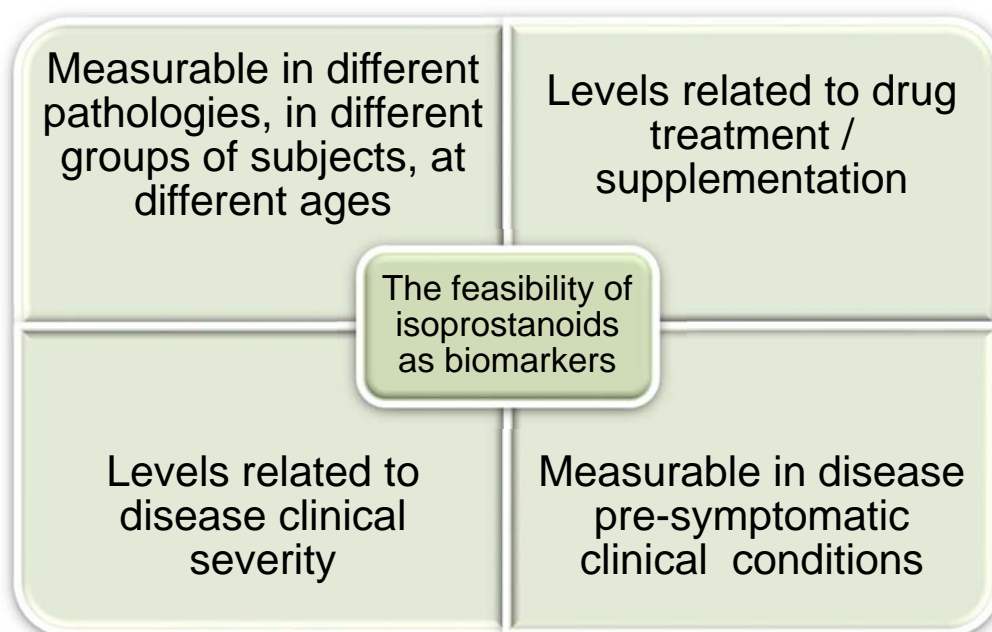 Measurable in different
pathologies, in different
groups of subjects, at
different ages
Levels related to drug
treatment /
supplementation
The feasibility of
isoprostanoids
as biomarkers
Levels related to
disease clinical
severity
Measurable in disease
pre-symptomatic
clinical conditions